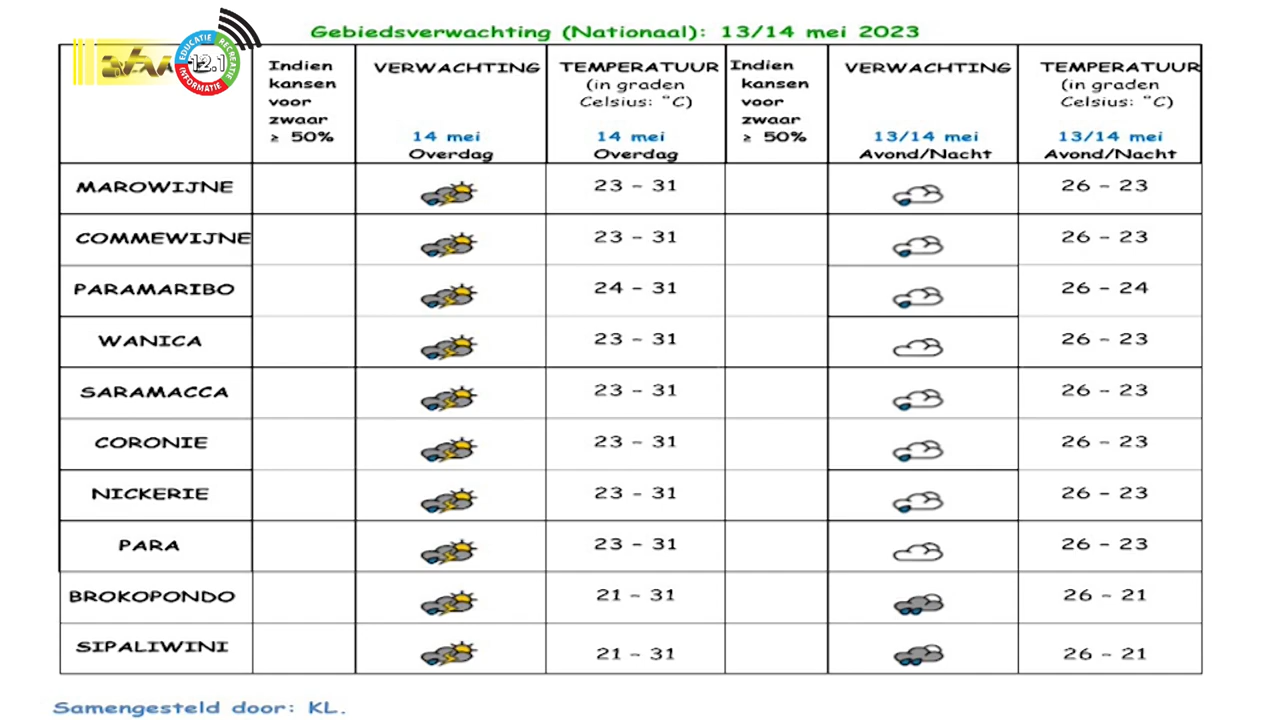 Gebiedsverwachting (Nationaal): 13/14 mei 2023
EDUCATIE RECREATIE INFORMATIE
12.1
Indien kansen voor zwaar ≥ 50% VERWACHTING 14 mei Overdag TEMPERATUUR (in graden Celsius: °C) 14 mei Overdag Indien kansen voor zwaar ≥ 50% VERWACHTING 13/14 mei Avond/Nacht TEMPERATUUR (in graden Celsius: °C) 13/14 mei Avond/Nacht
MAROWIJNE 23 - 31 26 - 23
COMMEWIJNE 23 - 31 26 - 23
PARAMARIBO 24 - 31 26 - 24
WANICA 23 - 31 26 - 23
SARAMACCA 23 - 31 26 - 23
CORONIE 23 - 31 26 - 23
NICKERIE 23 - 31 26 - 23
PARA 23 - 31 26 - 23
BROKOPONDO 21 - 31 26 - 21
SIPALIWINI 21 - 31 26 - 21
Samengesteld door: KL.